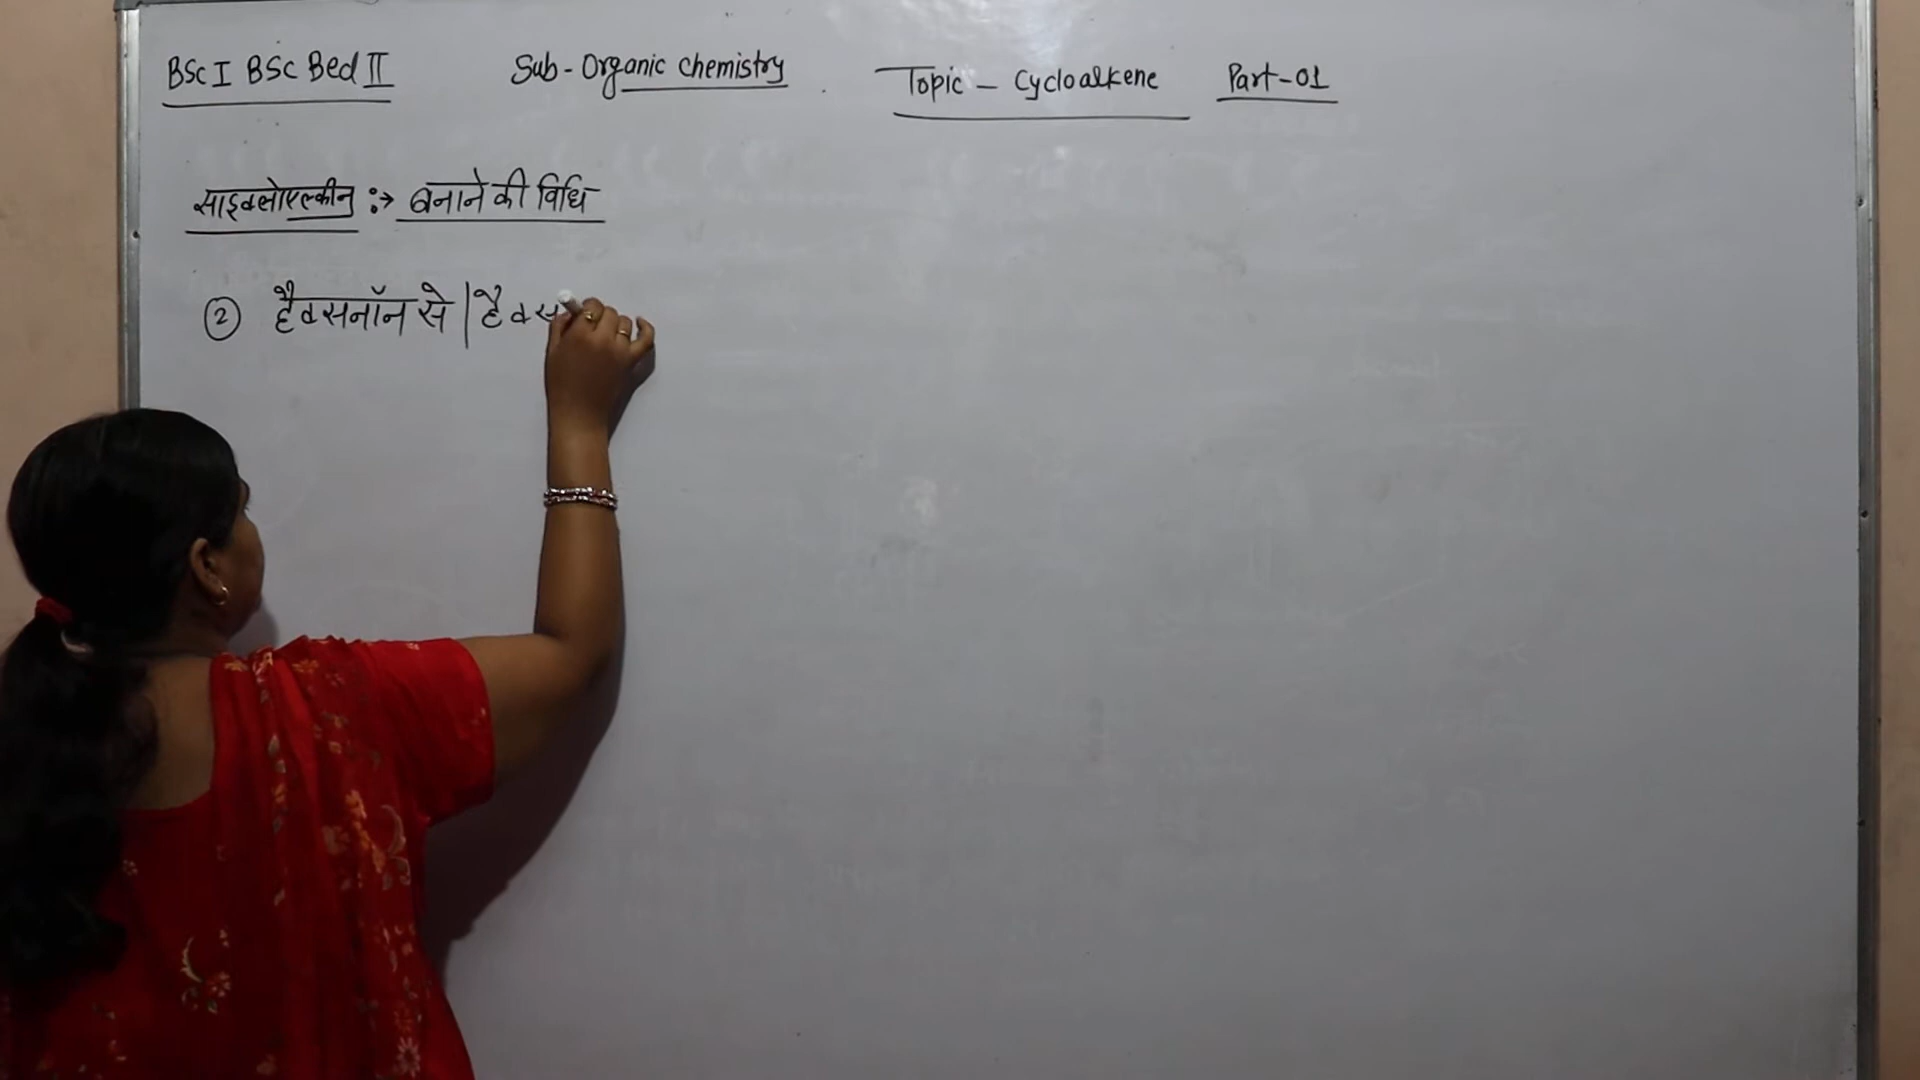 BSc I BSc Bed II Sub - Organic chemistry Topic - Cycloalkene Part-01
साइक्लोएल्कीन :→ बनाने की विधि
② हैक्सनॉन से | हैक्स